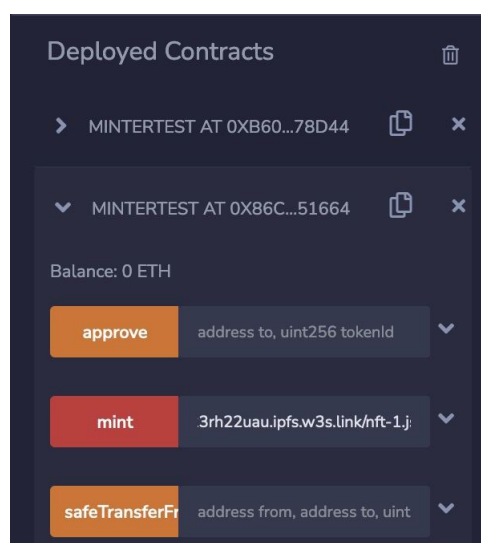 Deployed Contracts
MINTERTEST AT 0XB60...78D44
MINTERTEST AT 0X86C...51664
Balance: 0 ETH
approve address to, uint256 tokenId
mint .3rh22uau.ipfs.w3s.link/nft-1.j
safeTransferFr address from, address to, uint